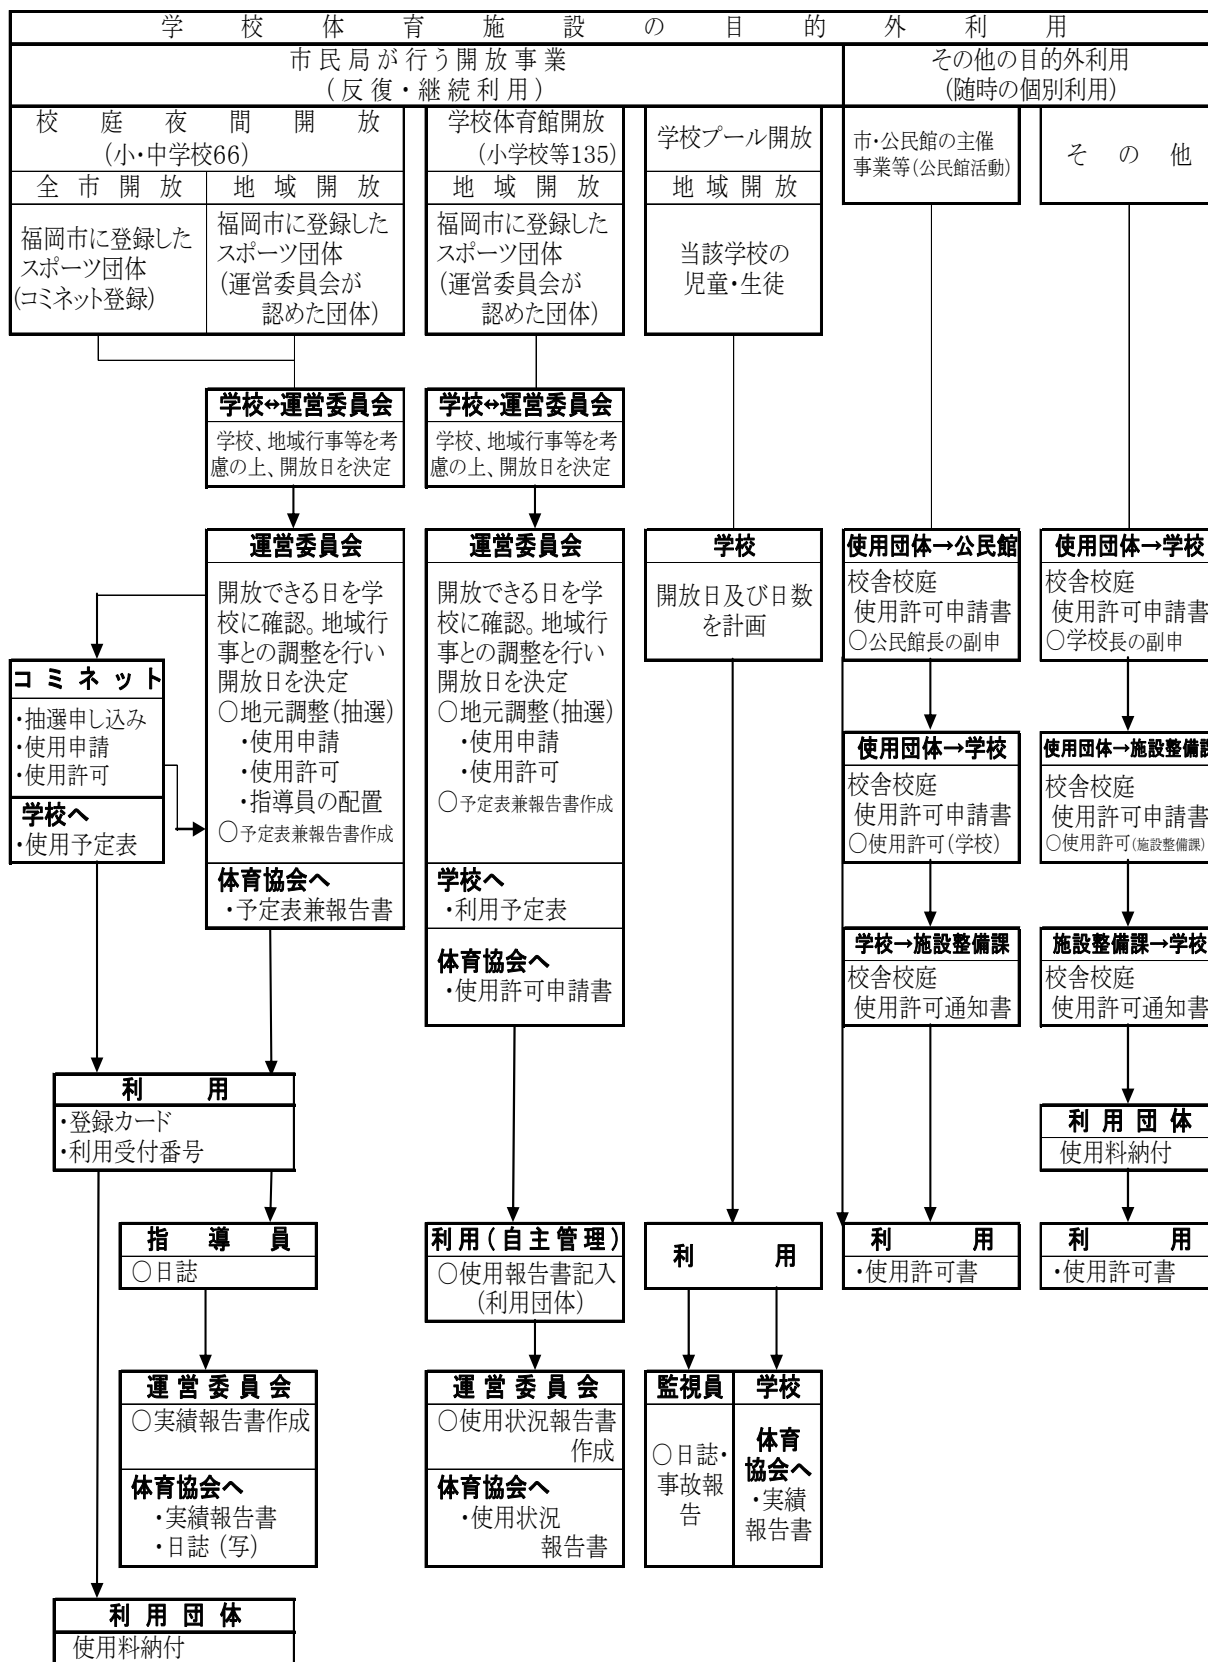 学校体育施設の目的外利用
市民局が行う開放事業
(反復・継続利用)
その他の目的外利用
(随時の個別利用)
校庭夜間開放
(小・中学校66)
学校体育館開放
(小学校等135)
学校プール開放
市・公民館の主催
事業等(公民館活動)
その他
全市開放
地域開放
地域開放
地域開放
福岡市に登録した
スポーツ団体
(コミネット登録)
福岡市に登録した
スポーツ団体
(運営委員会が
認めた団体)
福岡市に登録した
スポーツ団体
(運営委員会が
認めた団体)
当該学校の
児童・生徒
学校↔運営委員会
学校、地域行事等を考
慮の上、開放日を決定
学校↔運営委員会
学校、地域行事等を考
慮の上、開放日を決定
運営委員会
開放できる日を学
校に確認。地域行
事との調整を行い
開放日を決定
○地元調整(抽選)
・使用申請
・使用許可
・指導員の配置
○予定表兼報告書作成
体育協会へ
・予定表兼報告書
運営委員会
開放できる日を学
校に確認。地域行
事との調整を行い
開放日を決定
○地元調整(抽選)
・使用申請
・使用許可
○予定表兼報告書作成
学校へ
・利用予定表
体育協会へ
・使用許可申請書
学校
開放日及び日数
を計画
使用団体→公民館
校舎校庭
使用許可申請書
○公民館長の副申
使用団体→学校
校舎校庭
使用許可申請書
○学校長の副申
コミネット
・抽選申し込み
・使用申請
・使用許可
学校へ
・使用予定表
使用団体→学校
校舎校庭
使用許可申請書
○使用許可(学校)
使用団体→施設整備課
校舎校庭
使用許可申請書
○使用許可(施設整備課)
学校→施設整備課
校舎校庭
使用許可通知書
施設整備課→学校
校舎校庭
使用許可通知書
利用
・登録カード
・利用受付番号
利用団体
使用料納付
指導員
○日誌
利用(自主管理)
○使用報告書記入
(利用団体)
利用
利用
・使用許可書
利用
・使用許可書
運営委員会
○実績報告書作成
体育協会へ
・実績報告書
・日誌(写)
運営委員会
○使用状況報告書
作成
体育協会へ
・使用状況
報告書
監視員
○日誌・
事故報
告
学校
体育
協会へ
・実績
報告書
利用団体
使用料納付